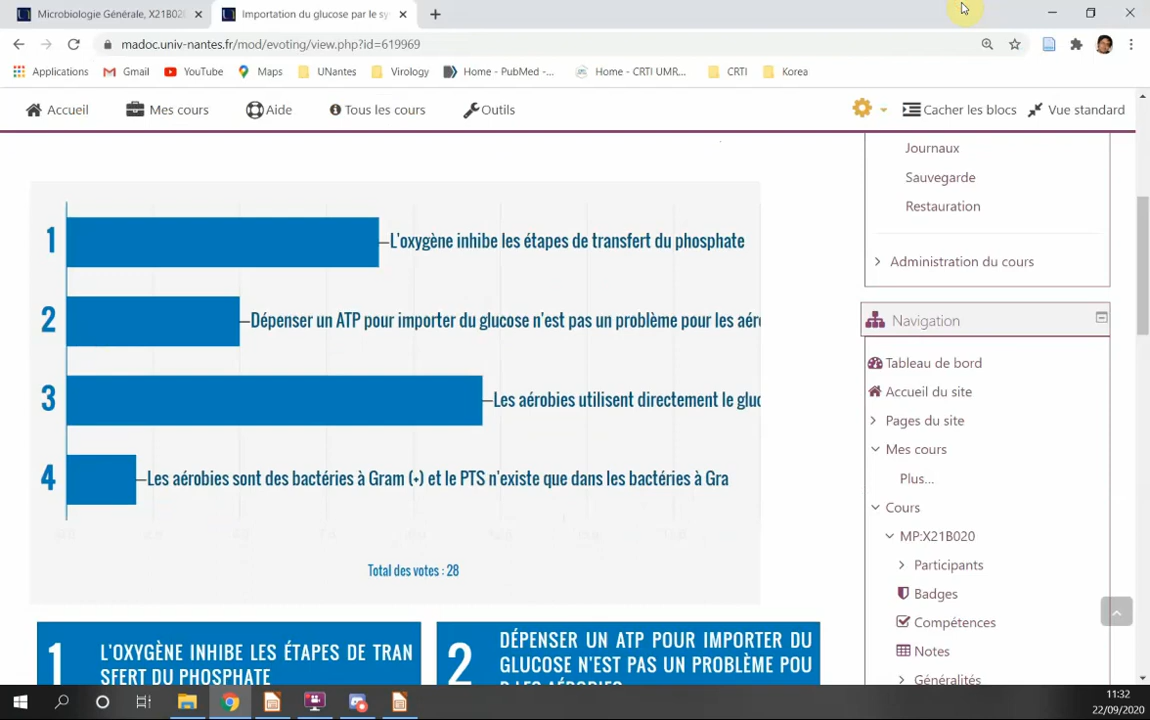 Microbiologie Générale, X21B02
Importation du glucose par le sy
madoc.univ-nantes.fr/mod/evoting/view.php?id=619969
Applications Gmail YouTube Maps UNantes Virology Home - PubMed -... Home - CRTI UMR... CRTI Korea
Accueil Mes cours Aide Tous les cours Outils Cacher les blocs Vue standard
1 L'oxygène inhibe les étapes de transfert du phosphate
2 Dépenser un ATP pour importer du glucose n'est pas un problème pour les aér
3 Les aérobies utilisent directement le gluc
4 Les aérobies sont des bactéries à Gram (+) et le PTS n'existe que dans les bactéries à Gra
Total des votes : 28
1 L'OXYGÈNE INHIBE LES ÉTAPES DE TRAN
SFERT DU PHOSPHATE
2 DÉPENSER UN ATP POUR IMPORTER DU
GLUCOSE N'EST PAS UN PROBLÈME POU
R LES AÉROBIES
Journaux
Sauvegarde
Restauration
Administration du cours
Navigation
Tableau de bord
Accueil du site
Pages du site
Mes cours
Plus...
Cours
MP:X21B020
Participants
Badges
Compétences
Notes
Généralités
11:32
22/09/2020